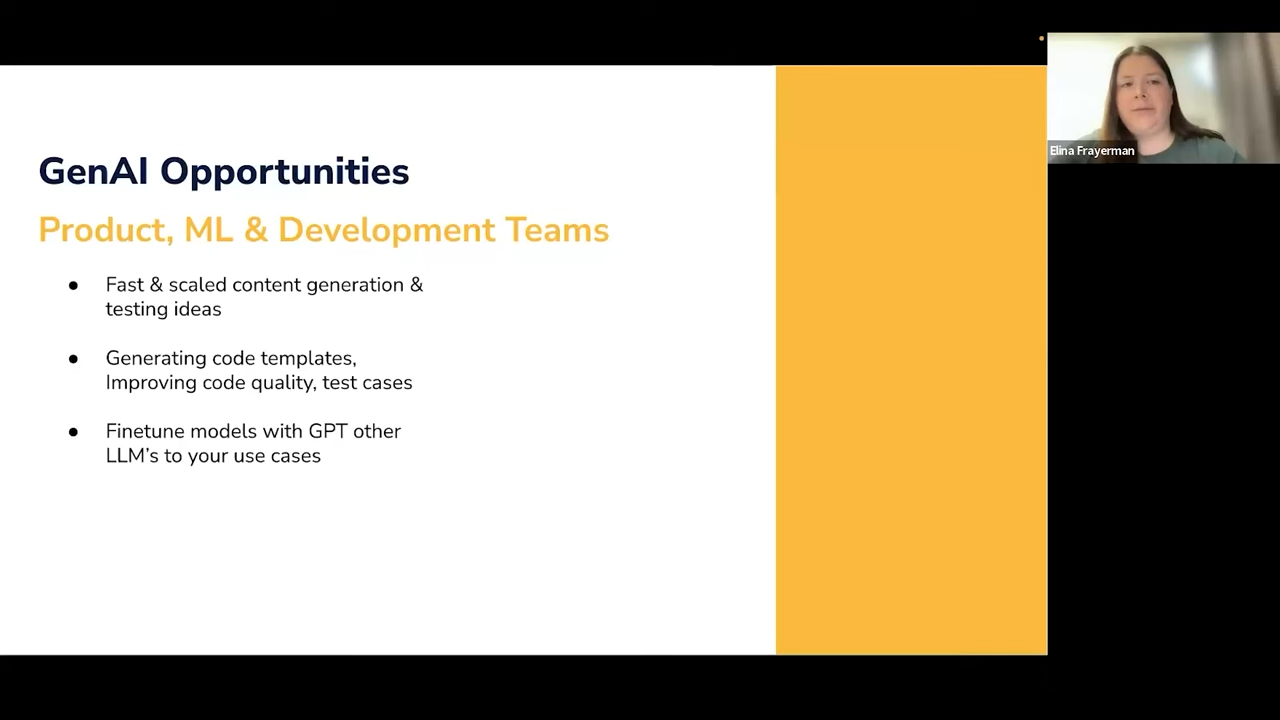 GenAI Opportunities
Product, ML & Development Teams
● Fast & scaled content generation &
testing ideas
● Generating code templates,
Improving code quality, test cases
● Finetune models with GPT other
LLM’s to your use cases
Elina Frayerman